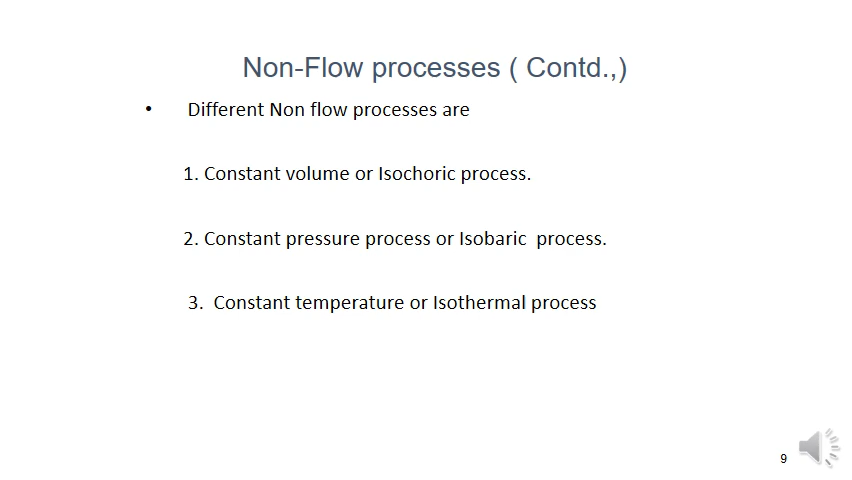 Non-Flow processes ( Contd.,)
• Different Non flow processes are
1. Constant volume or Isochoric process.
2. Constant pressure process or Isobaric  process.
3.  Constant temperature or Isothermal process
9